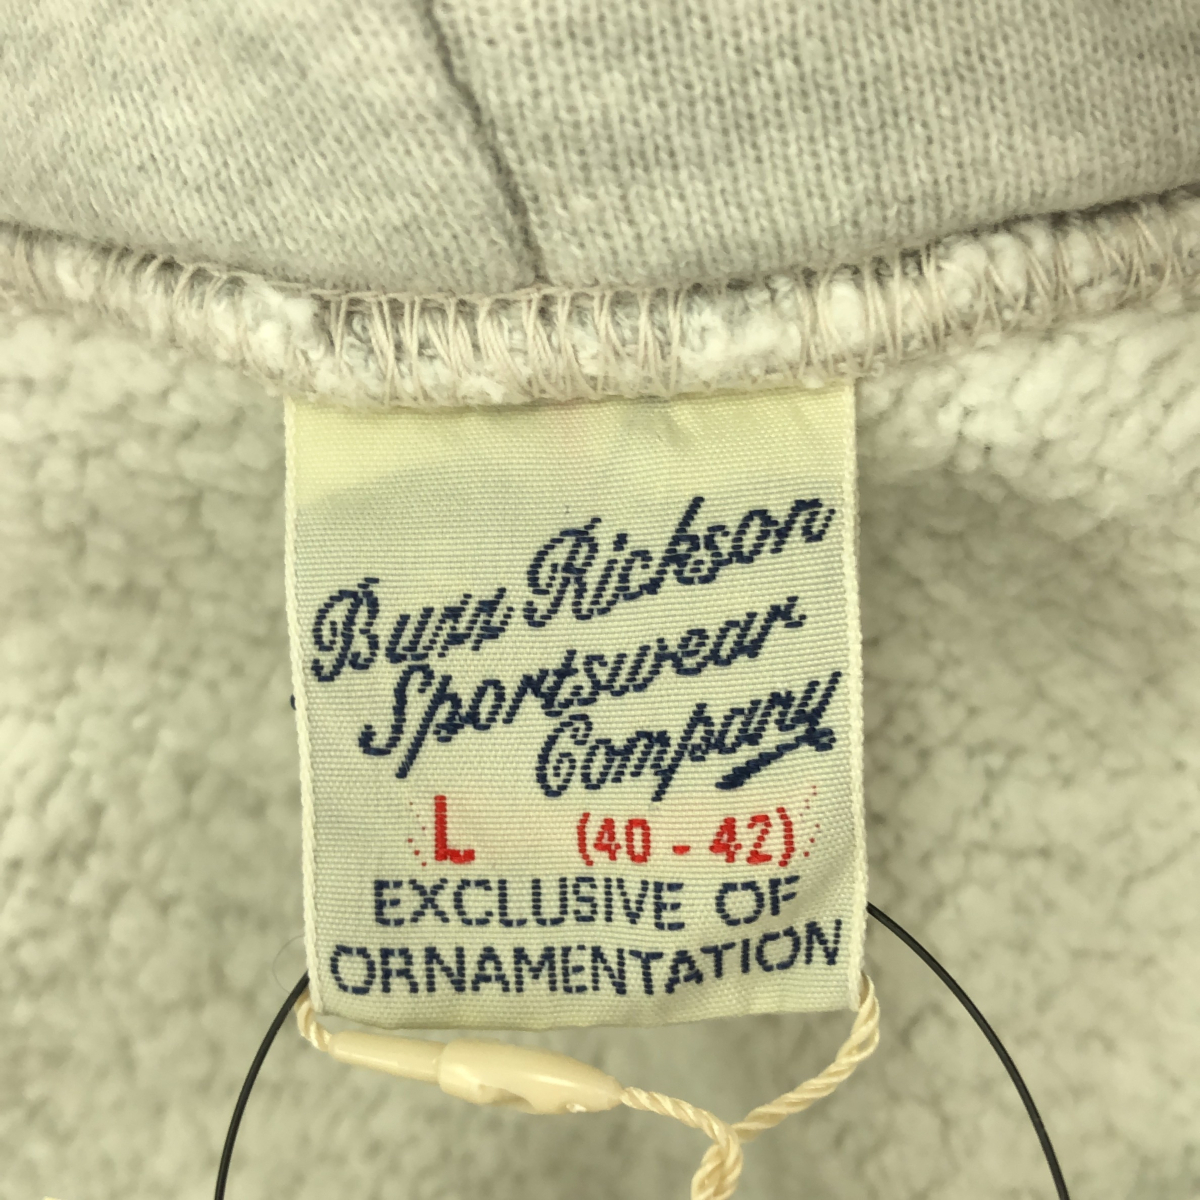 Buzz Rickson
Sportswear
Company
L (40 - 42)
EXCLUSIVE OF
ORNAMENTATION